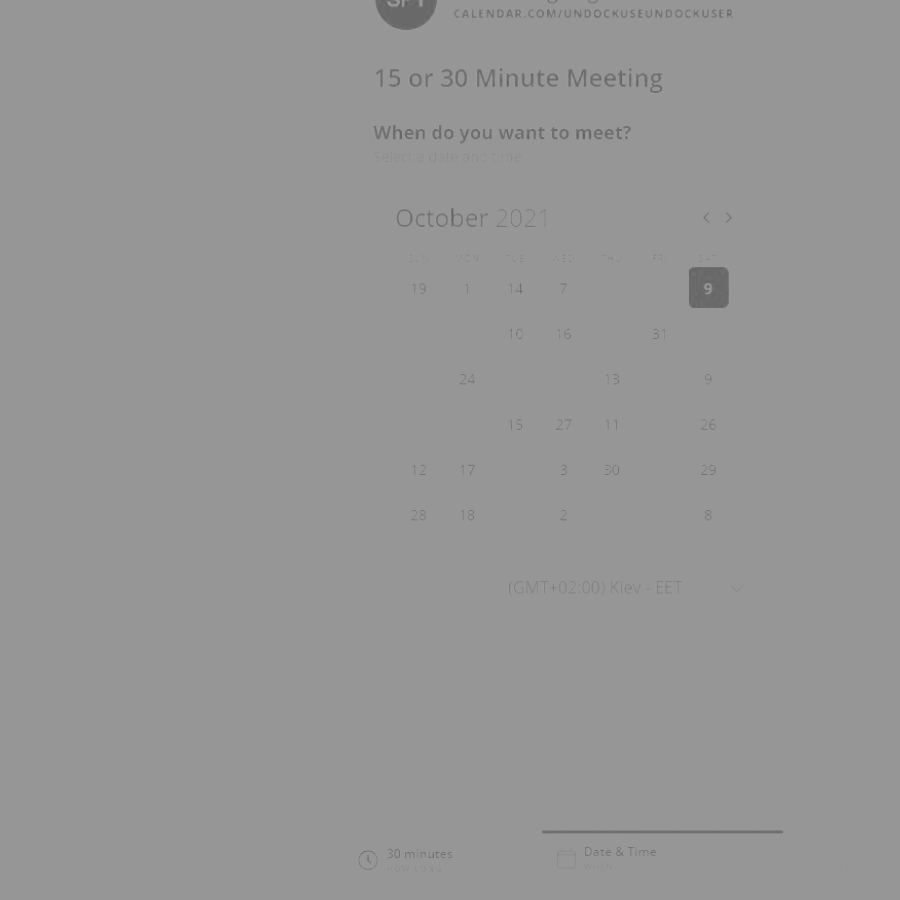 CALENDAR.COM/UNDOCKUSEUNDOCKUSER
15 or 30 Minute Meeting
When do you want to meet?
Select a date and time
October 2021
SUN MON TUE WED THU FRI SAT
19 1 14 7 9
10 16 31
24 13 9
15 27 11 26
12 17 3 30 29
28 18 2 8
(GMT+02:00) Kiev - EET
30 minutes Date & Time
HOW LONG WHEN